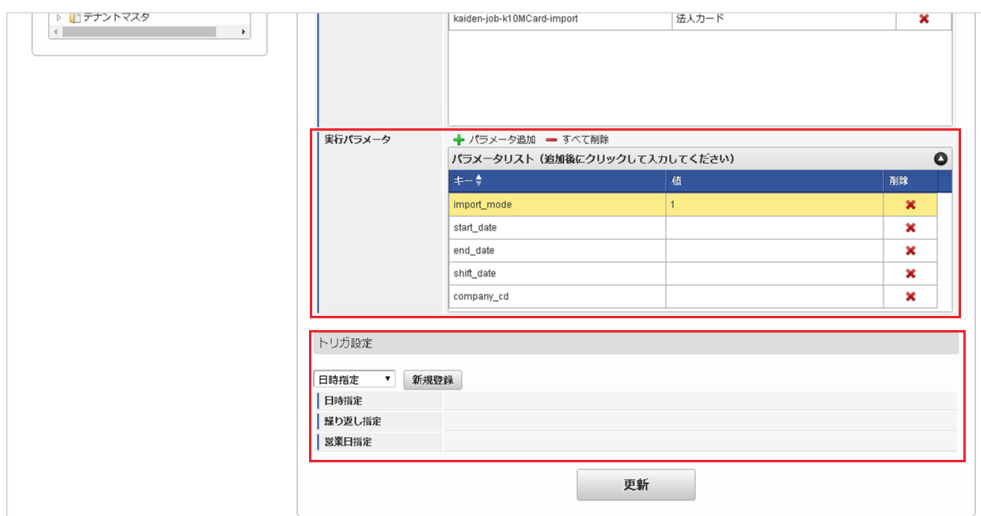 テナントマスタ
kaiden-job-k10MCard-import 法人カード
実行パラメータ パラメータ追加 すべて削除
パラメータリスト（追加後にクリックして入力してください）
キー 値 削除
import_mode 1
start_date
end_date
shift_date
company_cd
トリガ設定
日時指定 新規登録
日時指定
繰り返し指定
営業日指定
更新